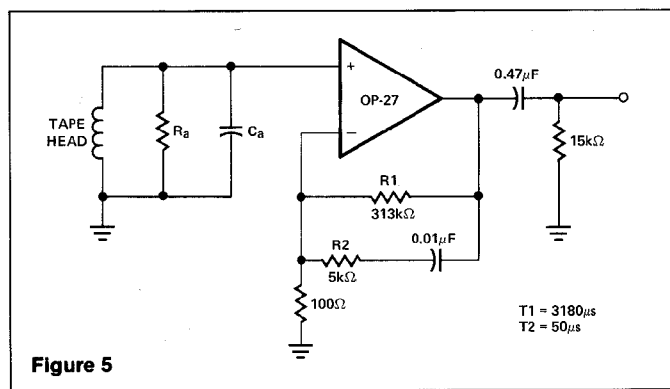 0.47µF
+
OP-27
TAPE
HEAD
Ra
Ca
−
15kΩ
R1
313kΩ
0.01µF
R2
5kΩ
100Ω
T1 = 3180µs
T2 = 50µs
Figure 5